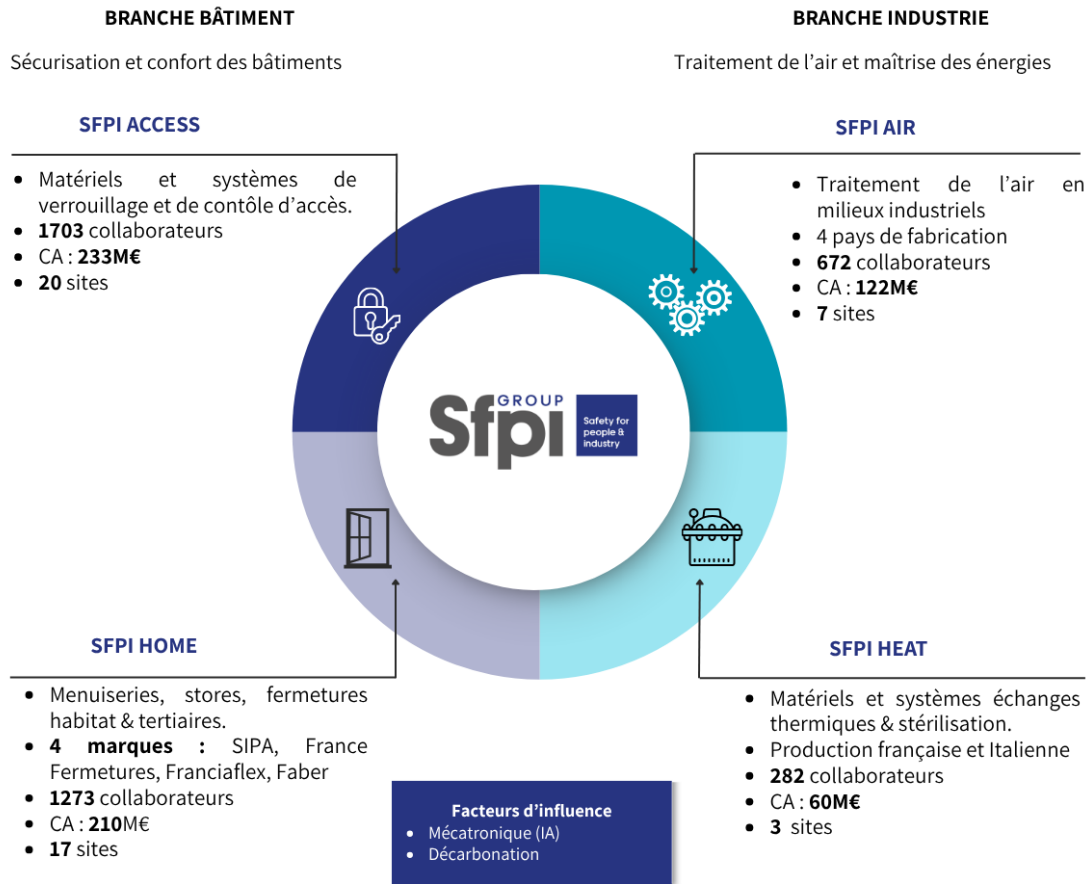 BRANCHE BÂTIMENT
Sécurisation et confort des bâtiments
SFPI ACCESS
• Matériels et systèmes de
verrouillage et de contôle d'accès.
• 1703 collaborateurs
• CA : 233M€
• 20 sites
BRANCHE INDUSTRIE
Traitement de l'air et maîtrise des énergies
SFPI AIR
• Traitement de l'air en
milieux industriels
• 4 pays de fabrication
• 672 collaborateurs
• CA : 122M€
• 7 sites
Sfpi GROUP
Safety for
people &
industry
SFPI HOME
• Menuiseries, stores, fermetures
habitat & tertiaires.
• 4 marques : SIPA, France
Fermetures, Franciaflex, Faber
• 1273 collaborateurs
• CA : 210M€
• 17 sites
Facteurs d'influence
• Mécatronique (IA)
• Décarbonation
SFPI HEAT
• Matériels et systèmes échanges
thermiques & stérilisation.
• Production française et Italienne
• 282 collaborateurs
• CA : 60M€
• 3 sites